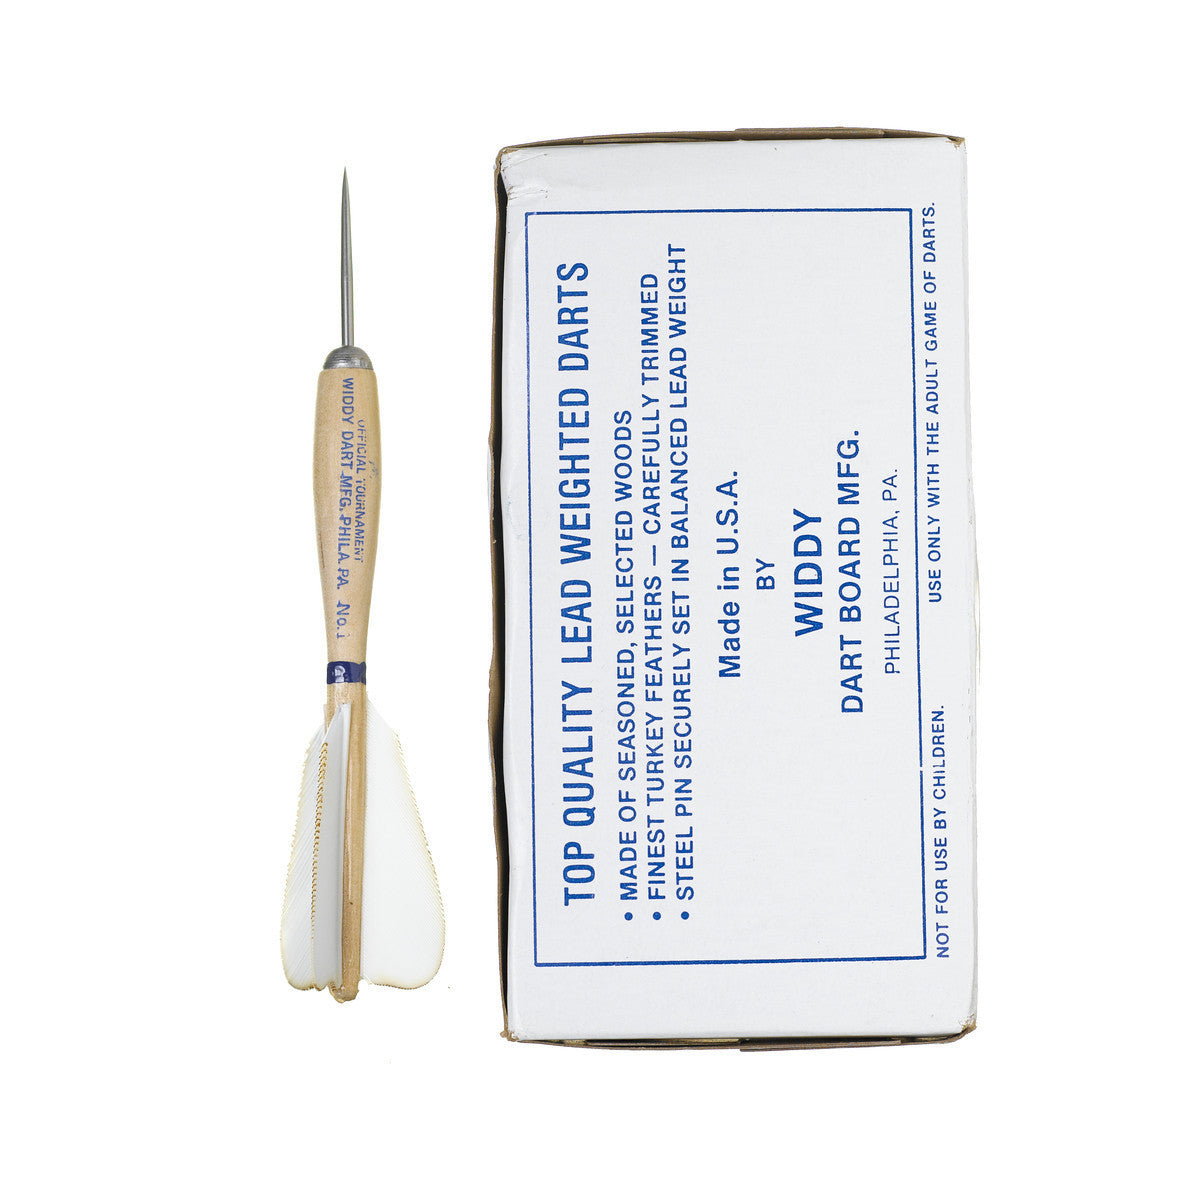 OFFICIAL TOURNAMENT
WIDDY DART MFG. PHILA. PA. No. 1
TOP QUALITY LEAD WEIGHTED DARTS
• MADE OF SEASONED, SELECTED WOODS
• FINEST TURKEY FEATHERS — CAREFULLY TRIMMED
• STEEL PIN SECURELY SET IN BALANCED LEAD WEIGHT
Made in U.S.A.
BY
WIDDY
DART BOARD MFG.
PHILADELPHIA, PA.
NOT FOR USE BY CHILDREN. USE ONLY WITH THE ADULT GAME OF DARTS.